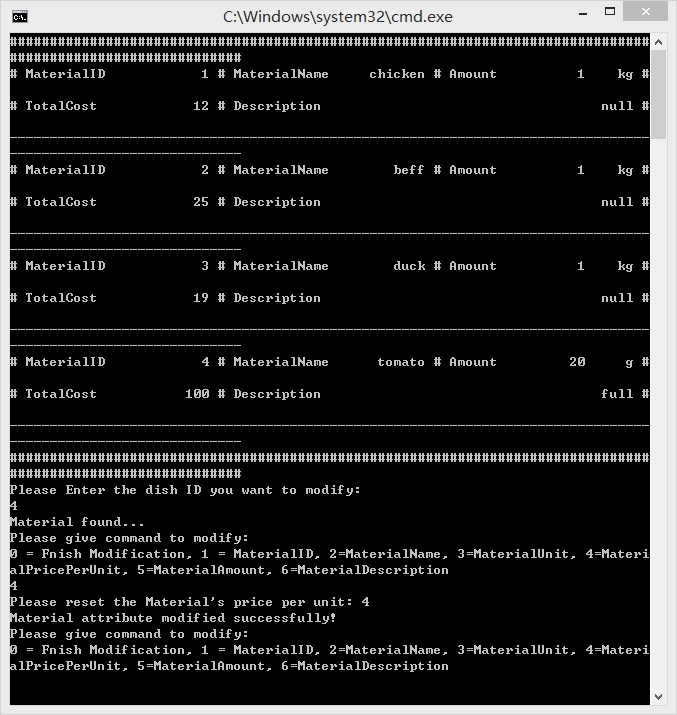 C:\Windows\system32\cmd.exe
################################################################################
#############################
# MaterialID            1 # MaterialName     chicken # Amount          1    kg #
# TotalCost            12 # Description                                   null #
--------------------------------------------------------------------------------
-----------------------------
# MaterialID            2 # MaterialName        beff # Amount          1    kg #
# TotalCost            25 # Description                                   null #
--------------------------------------------------------------------------------
-----------------------------
# MaterialID            3 # MaterialName        duck # Amount          1    kg #
# TotalCost            19 # Description                                   null #
--------------------------------------------------------------------------------
-----------------------------
# MaterialID            4 # MaterialName      tomato # Amount         20     g #
# TotalCost           100 # Description                                   full #
--------------------------------------------------------------------------------
-----------------------------
################################################################################
#############################
Please Enter the dish ID you want to modify:
4
Material found...
Please give command to modify:
0 = Fnish Modification, 1 = MaterialID, 2=MaterialName, 3=MaterialUnit, 4=Materi
alPricePerUnit, 5=MaterialAmount, 6=MaterialDescription
4
Please reset the Material's price per unit: 4
Material attribute modified successfully!
Please give command to modify:
0 = Fnish Modification, 1 = MaterialID, 2=MaterialName, 3=MaterialUnit, 4=Materi
alPricePerUnit, 5=MaterialAmount, 6=MaterialDescription